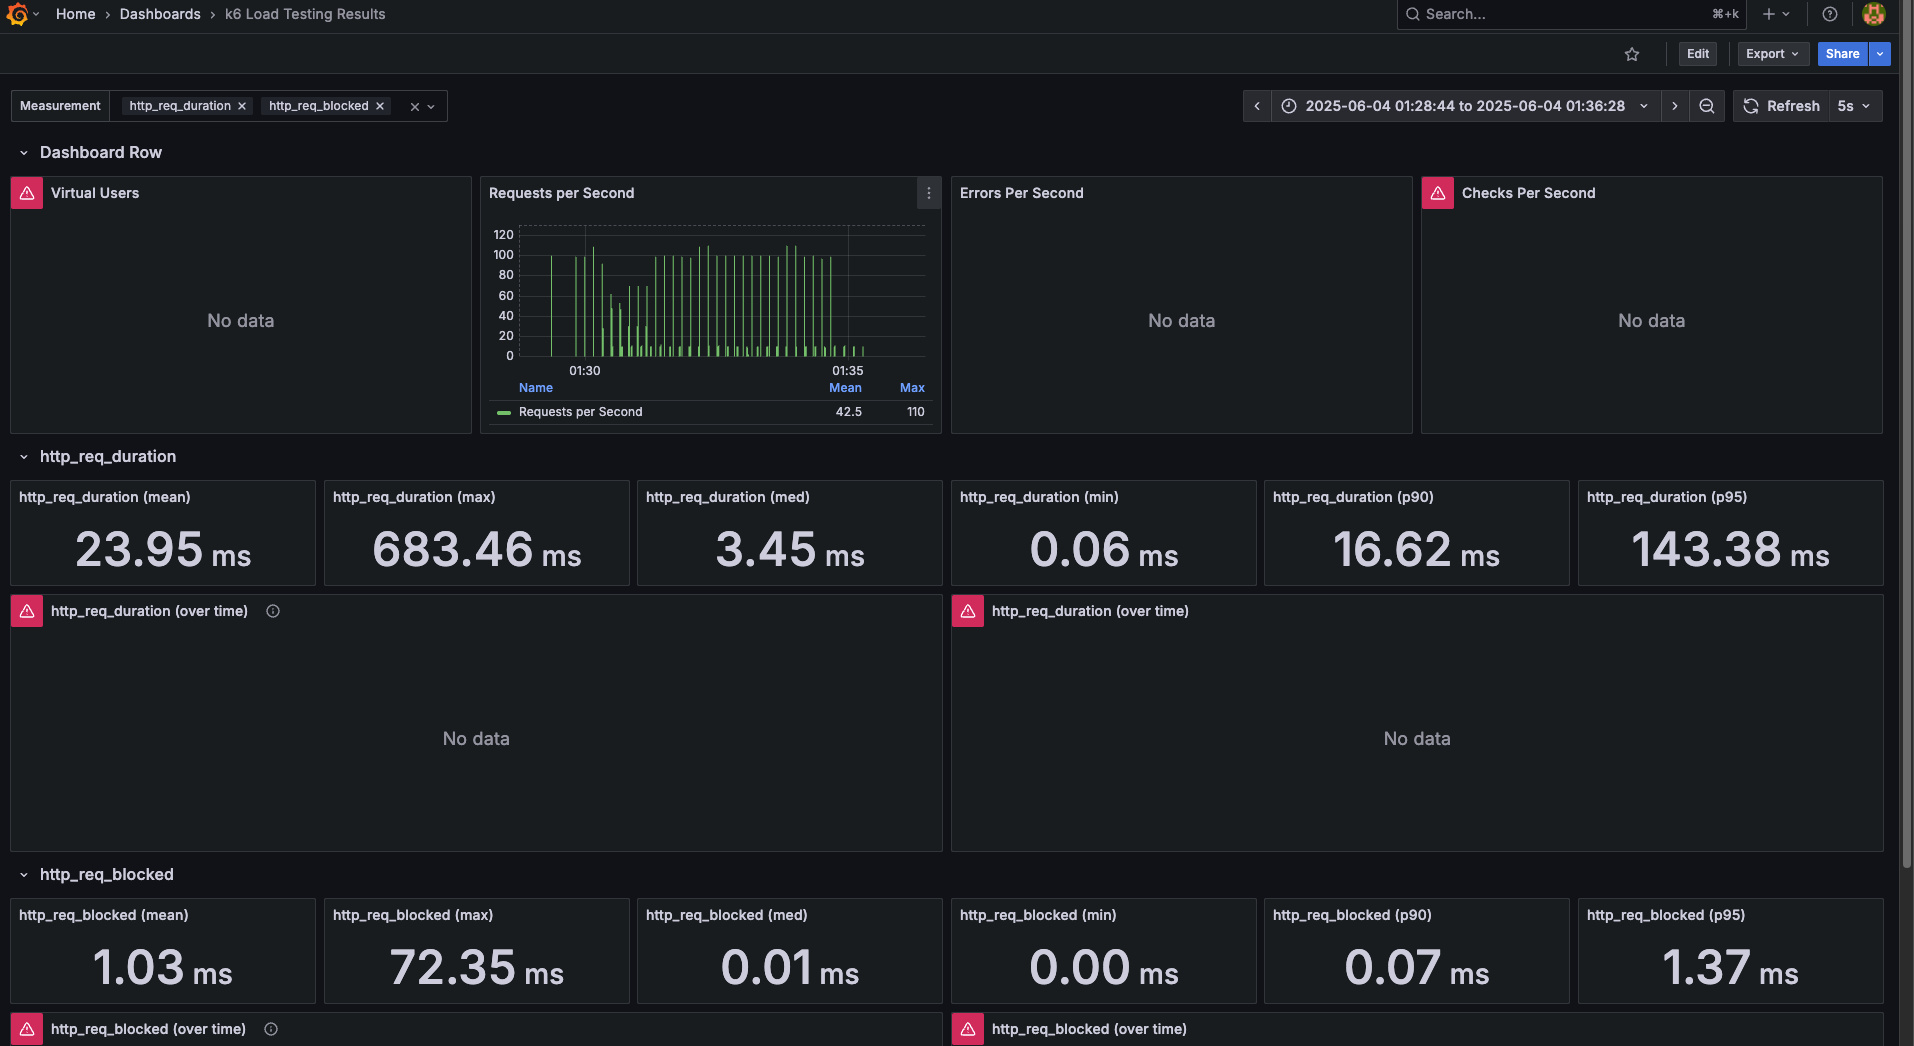 Home › Dashboards › k6 Load Testing Results
Search... ⌘+k
Edit Export Share
Measurement http_req_duration × http_req_blocked ×
2025-06-04 01:28:44 to 2025-06-04 01:36:28
Refresh 5s
Dashboard Row
Virtual Users
No data
Requests per Second
120
100
80
60
40
20
0
01:30 01:35
Name Mean Max
Requests per Second 42.5 110
Errors Per Second
No data
Checks Per Second
No data
http_req_duration
http_req_duration (mean)
23.95 ms
http_req_duration (max)
683.46 ms
http_req_duration (med)
3.45 ms
http_req_duration (min)
0.06 ms
http_req_duration (p90)
16.62 ms
http_req_duration (p95)
143.38 ms
http_req_duration (over time)
No data
http_req_duration (over time)
No data
http_req_blocked
http_req_blocked (mean)
1.03 ms
http_req_blocked (max)
72.35 ms
http_req_blocked (med)
0.01 ms
http_req_blocked (min)
0.00 ms
http_req_blocked (p90)
0.07 ms
http_req_blocked (p95)
1.37 ms
http_req_blocked (over time)
http_req_blocked (over time)